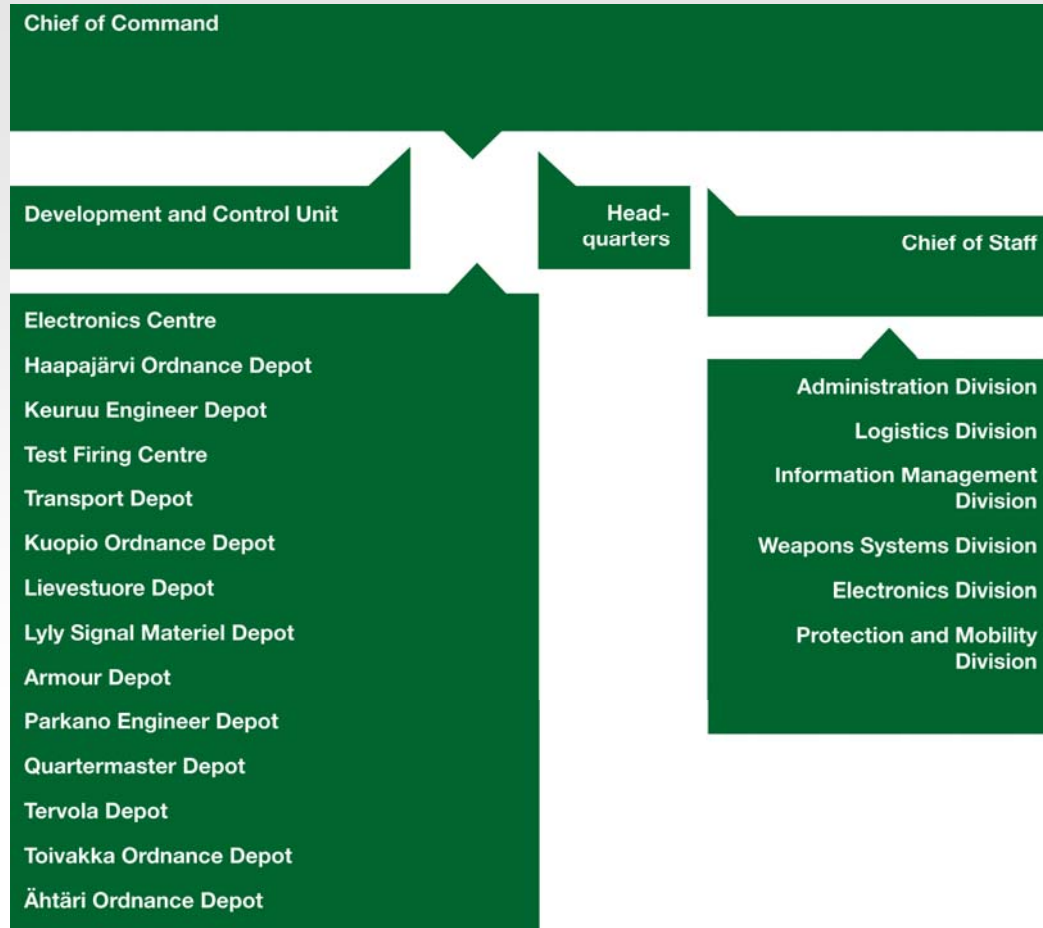 Chief of Command
Development and Control Unit
Head-
quarters
Chief of Staff
Electronics Centre
Haapajärvi Ordnance Depot
Keuruu Engineer Depot
Test Firing Centre
Transport Depot
Kuopio Ordnance Depot
Lievestuore Depot
Lyly Signal Materiel Depot
Armour Depot
Parkano Engineer Depot
Quartermaster Depot
Tervola Depot
Toivakka Ordnance Depot
Ähtäri Ordnance Depot
Administration Division
Logistics Division
Information Management
Division
Weapons Systems Division
Electronics Division
Protection and Mobility
Division